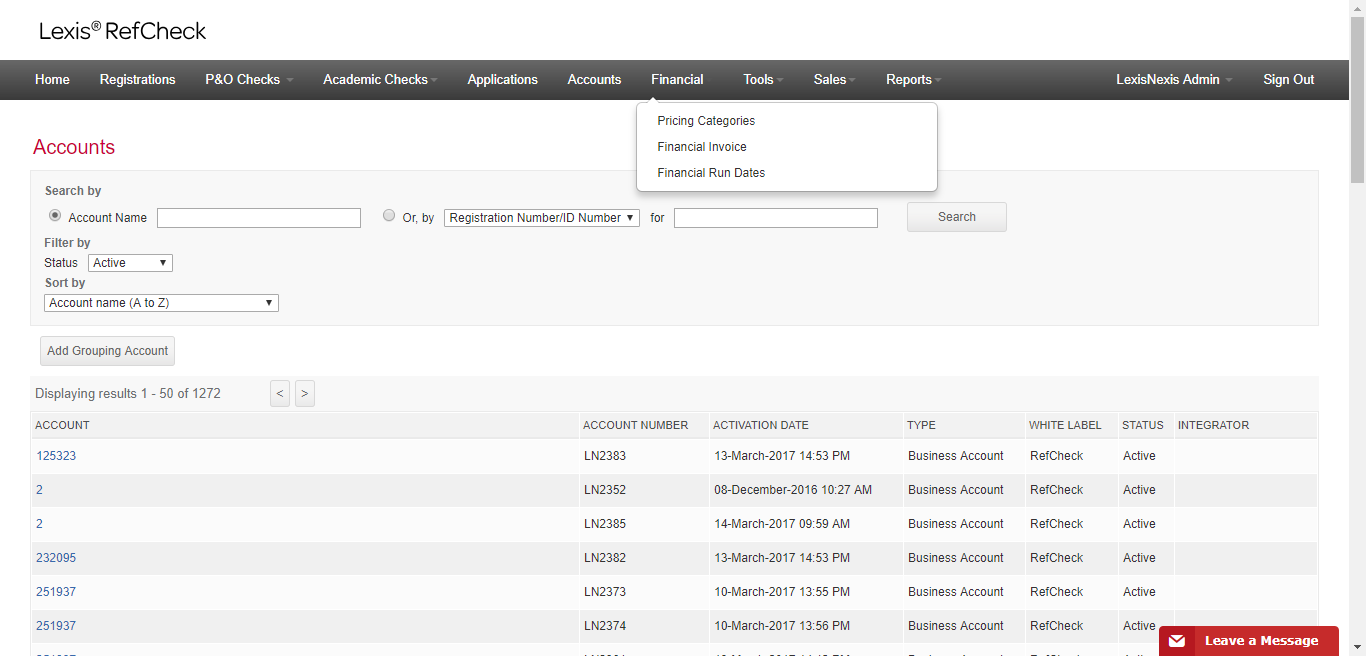 Lexis® RefCheck
Home Registrations P&O Checks Academic Checks Applications Accounts Financial Tools Sales Reports LexisNexis Admin Sign Out
Pricing Categories
Financial Invoice
Financial Run Dates
Accounts
Search by
Account Name Or, by Registration Number/ID Number for Search
Filter by
Status Active
Sort by
Account name (A to Z)
Add Grouping Account
Displaying results 1 - 50 of 1272 < >
ACCOUNT ACCOUNT NUMBER ACTIVATION DATE TYPE WHITE LABEL STATUS INTEGRATOR
125323 LN2383 13-March-2017 14:53 PM Business Account RefCheck Active
2 LN2352 08-December-2016 10:27 AM Business Account RefCheck Active
2 LN2385 14-March-2017 09:59 AM Business Account RefCheck Active
232095 LN2382 13-March-2017 14:53 PM Business Account RefCheck Active
251937 LN2373 10-March-2017 13:55 PM Business Account RefCheck Active
251937 LN2374 10-March-2017 13:56 PM Business Account RefCheck Active
Leave a Message